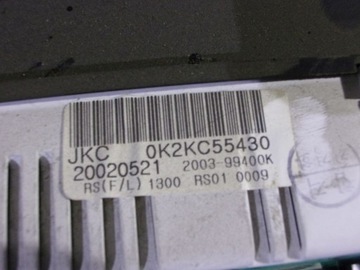 JKC 0K2KC55430
20020521 2003-99400K
RS(F/L) 1300 RS01 0009